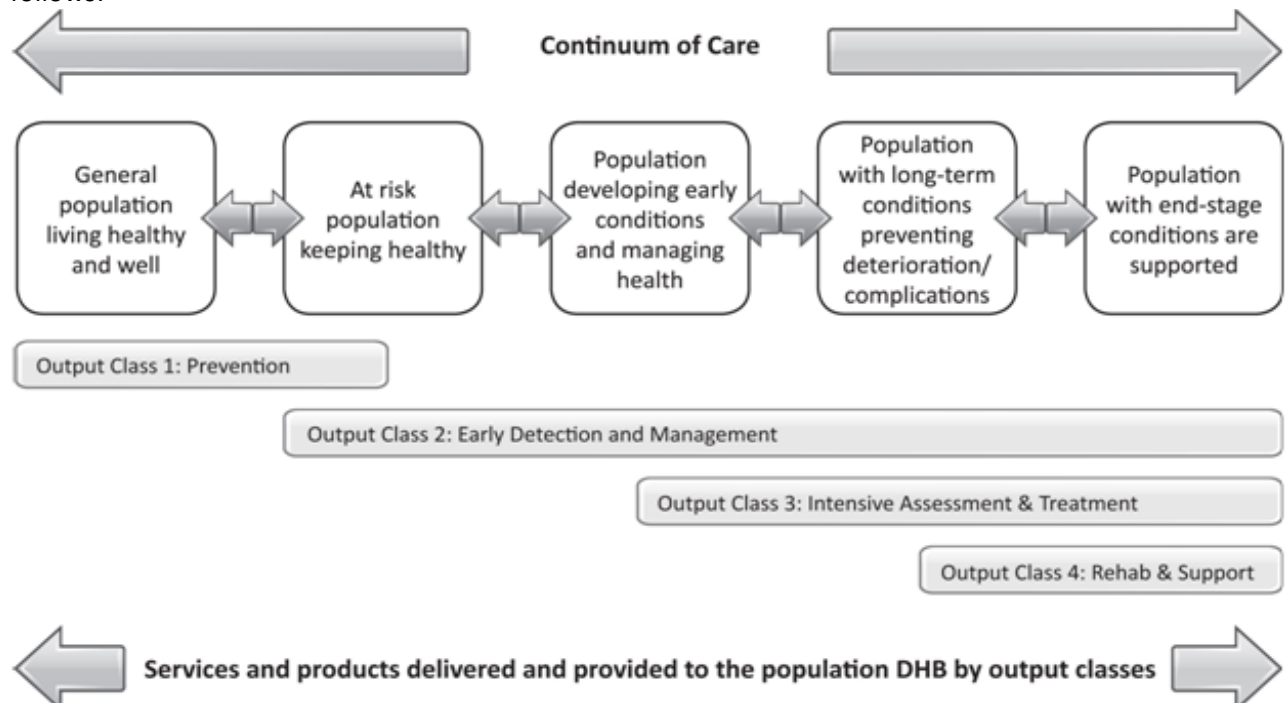 Continuum of Care
General
population
living healthy
and well
At risk
population
keeping healthy
Population
developing early
conditions
and managing
health
Population
with long-term
conditions
preventing
deterioration/
complications
Population
with end-stage
conditions are
supported
Output Class 1: Prevention
Output Class 2: Early Detection and Management
Output Class 3: Intensive Assessment & Treatment
Output Class 4: Rehab & Support
Services and products delivered and provided to the population DHB by output classes